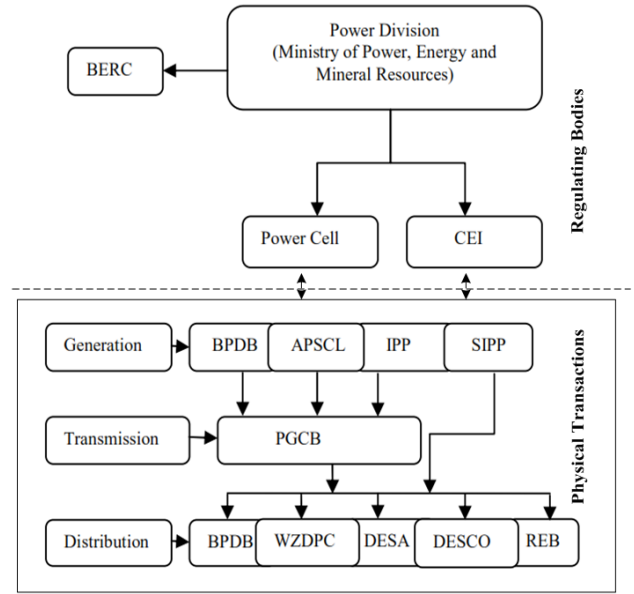 Power Division
(Ministry of Power, Energy and
Mineral Resources)
BERC
Regulating Bodies
Power Cell
CEI
Generation
BPDB
APSCL
IPP
SIPP
Physical Transactions
Transmission
PGCB
Distribution
BPDB
WZDPC
DESA
DESCO
REB